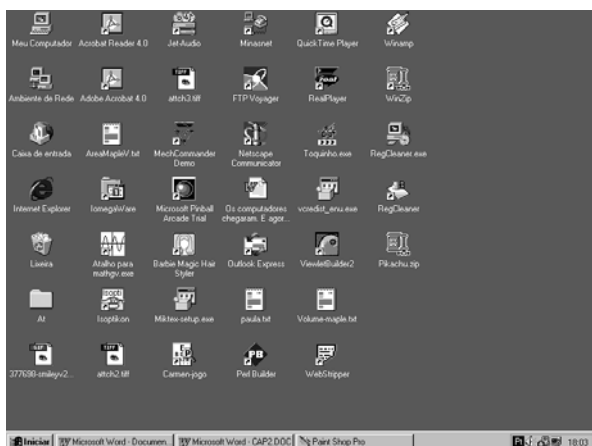 Meu Computador Acrobat Reader 4.0 Jet-Audio Minasnet QuickTime Player Winamp
Ambiente de Rede Adobe Acrobat 4.0 attch3.tiff FTP Voyager RealPlayer WinZip
Caixa de entrada AreaMapleV.txt MechCommander Demo Netscape Communicator Toquinho.exe RegCleaner.exe
Internet Explorer IomegaWare Microsoft Pinball Arcade Trial Os computadores chegaram. E agor... vcredist_enu.exe RegCleaner
Lixeira Atalho para mathgv.exe Barbie Magic Hair Styler Outlook Express ViewletBuilder2 Pikachu.zip
At Isoptikon Miktex-setup.exe paula.txt Volume-maple.txt
377698-smileyv2... attch2.tiff Carmen-jogo Perl Builder WebStripper
Iniciar Microsoft Word - Documen... Microsoft Word - CAP2.DOC Paint Shop Pro 18:03